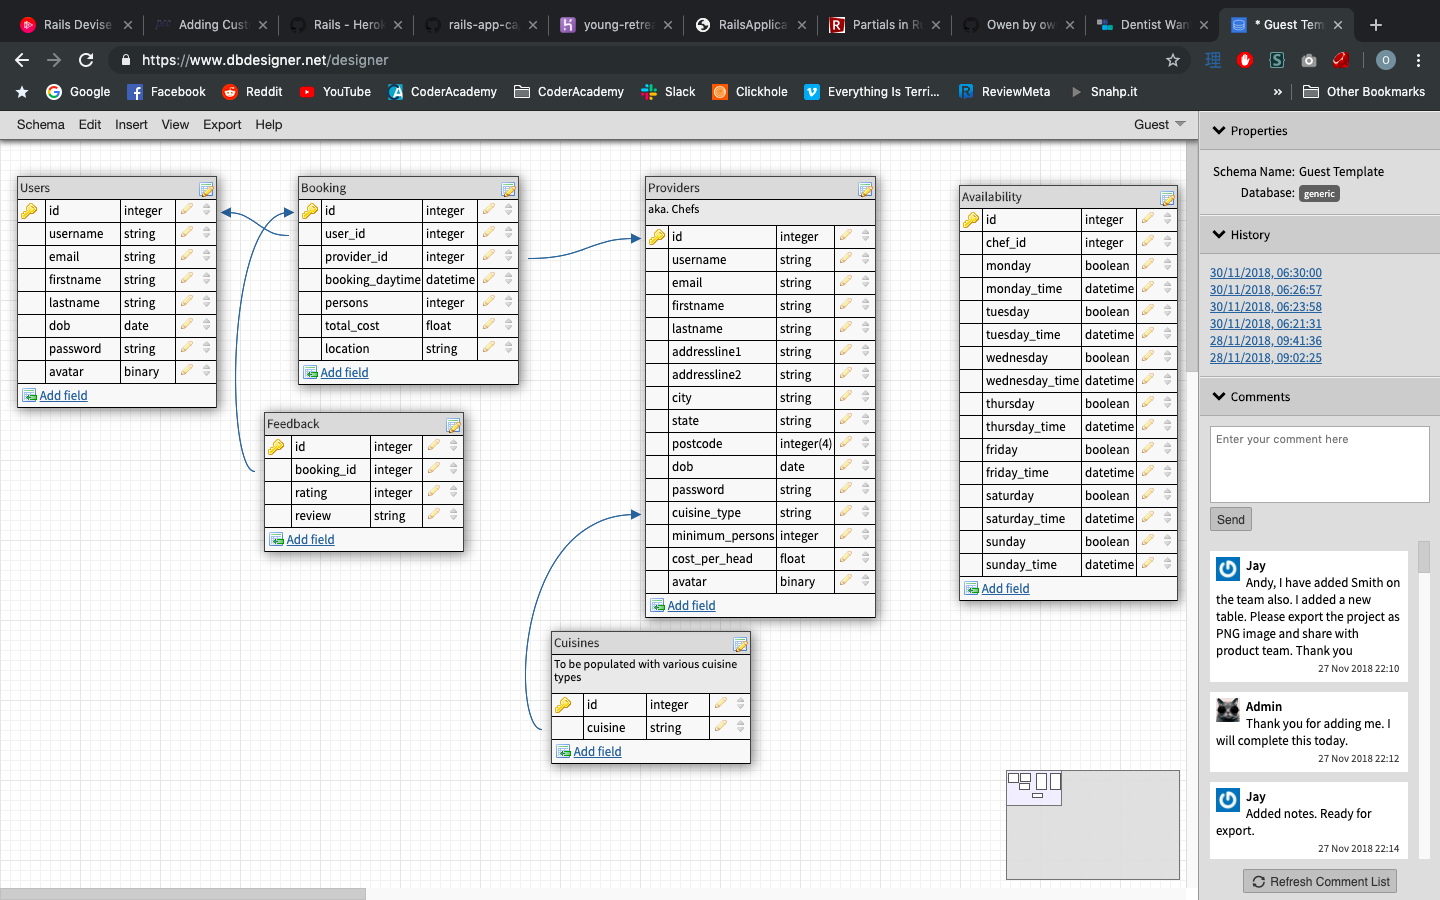 Rails Devise
Adding Cust
Rails - Herok
rails-app-ca
young-retrea
RailsApplica
Partials in Ru
Owen by ow
Dentist Wan
* Guest Tem
https://www.dbdesigner.net/designer
Google
Facebook
Reddit
YouTube
CoderAcademy
CoderAcademy
Slack
Clickhole
Everything Is Terri...
ReviewMeta
Snahp.it
»
Other Bookmarks
Schema Edit Insert View Export Help
Guest
Users
id integer
username string
email string
firstname string
lastname string
dob date
password string
avatar binary
Add field
Booking
id integer
user_id integer
provider_id integer
booking_daytime datetime
persons integer
total_cost float
location string
Add field
Feedback
id integer
booking_id integer
rating integer
review string
Add field
Providers
aka. Chefs
id integer
username string
email string
firstname string
lastname string
addressline1 string
addressline2 string
city string
state string
postcode integer(4)
dob date
password string
cuisine_type string
minimum_persons integer
cost_per_head float
avatar binary
Add field
Cuisines
To be populated with various cuisine
types
id integer
cuisine string
Add field
Availability
id integer
chef_id integer
monday boolean
monday_time datetime
tuesday boolean
tuesday_time datetime
wednesday boolean
wednesday_time datetime
thursday boolean
thursday_time datetime
friday boolean
friday_time datetime
saturday boolean
saturday_time datetime
sunday boolean
sunday_time datetime
Add field
Properties
Schema Name: Guest Template
Database: generic
History
30/11/2018, 06:30:00
30/11/2018, 06:26:57
30/11/2018, 06:23:58
30/11/2018, 06:21:31
28/11/2018, 09:41:36
28/11/2018, 09:02:25
Comments
Enter your comment here
Send
Jay
Andy, I have added Smith on
the team also. I added a new
table. Please export the project as
PNG image and share with
product team. Thank you
27 Nov 2018 22:10
Admin
Thank you for adding me. I
will complete this today.
27 Nov 2018 22:12
Jay
Added notes. Ready for
export.
27 Nov 2018 22:14
Refresh Comment List